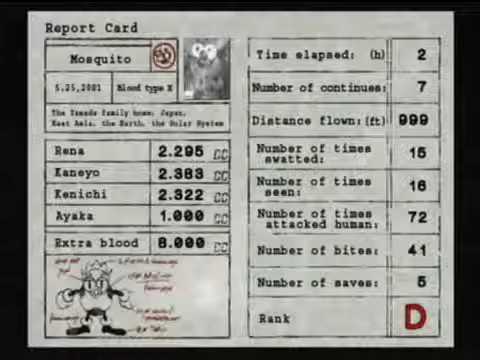 Report Card
Mosquito
5.25,2001
Blood type X
The Yamada family home, Japan,
East Asia, the Earth, the Solar System
Rena 2.295 CC
Kaneyo 2.383 CC
Kenichi 2.322 CC
Ayaka 1.000 CC
Extra blood 8.000 CC
Time elapsed: (h) 2
Number of continues: 7
Distance flown:(ft) 999
Number of times
swatted: 15
Number of times
seen: 16
Number of times
attacked human: 72
Number of bites: 41
Number of saves: 5
Rank D